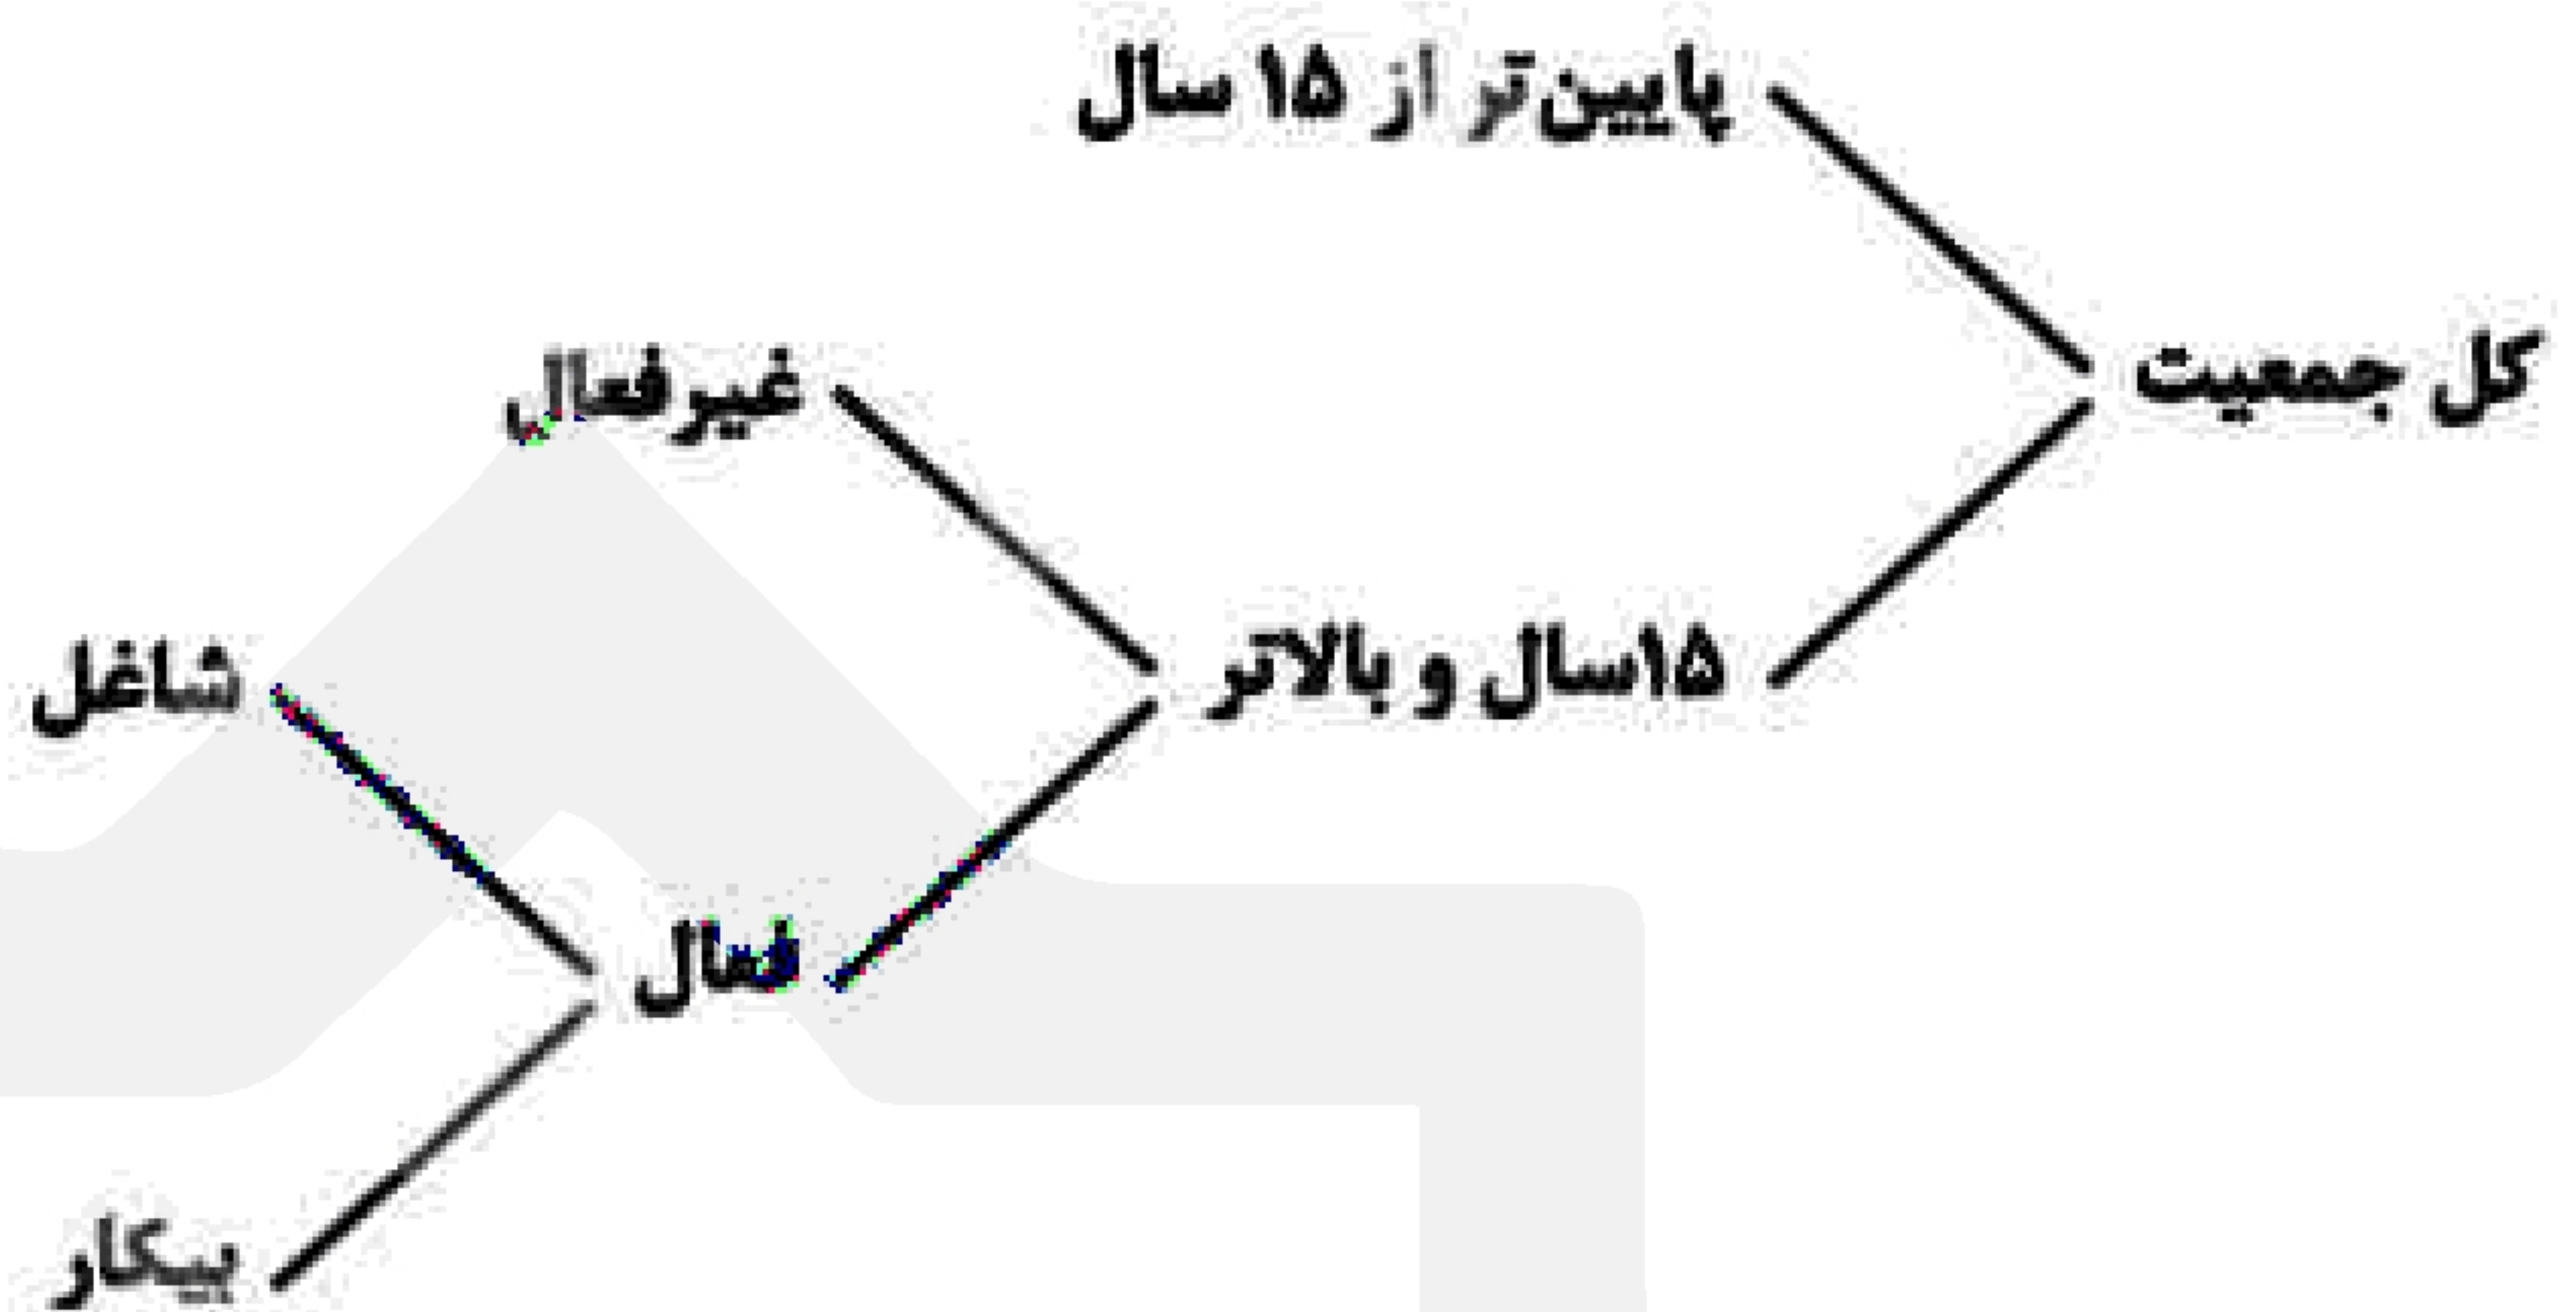 پایین‌تر از ۱۵ سال
کل جمعیت
غیرفعال
۱۵سال و بالاتر
شاغل
فعال
بیکار